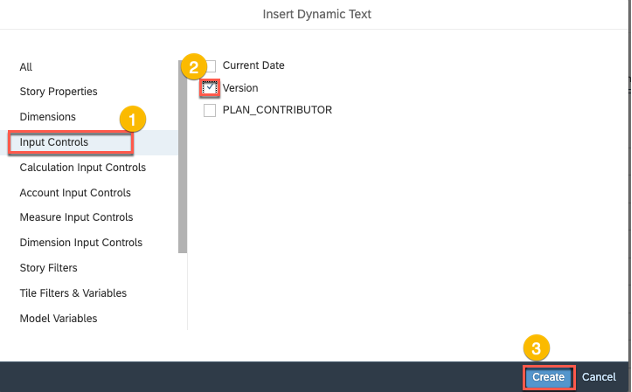 Insert Dynamic Text
All
Story Properties
Dimensions
1
Input Controls
Calculation Input Controls
Account Input Controls
Measure Input Controls
Dimension Input Controls
Story Filters
Tile Filters & Variables
Model Variables
2
Current Date
Version
PLAN_CONTRIBUTOR
3
Create Cancel